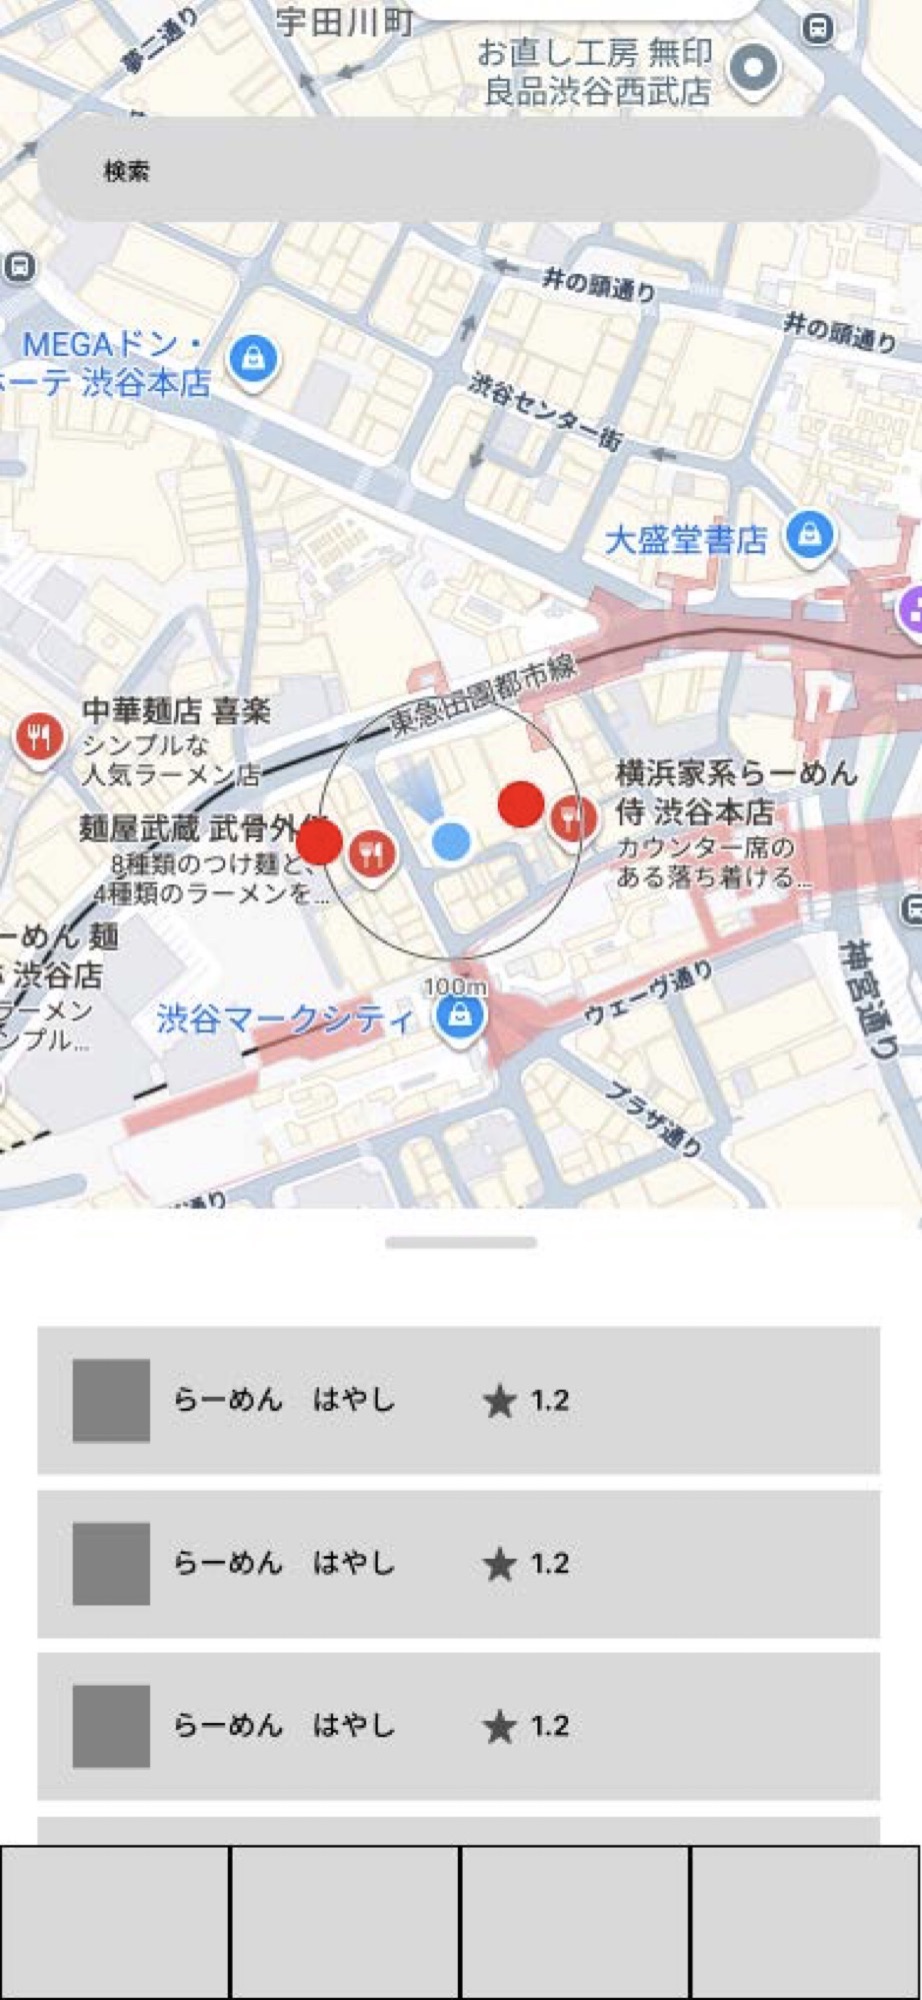 宇田川町
夢二通り
お直し工房 無印
良品渋谷西武店
検索
井の頭通り
井の頭通り
MEGAドン・
ーテ 渋谷本店
渋谷センター街
大盛堂書店
東急田園都市線
中華麺店 喜楽
シンプルな
人気ラーメン店
横浜家系らーめん
侍 渋谷本店
カウンター席の
ある落ち着ける...
麺屋武蔵 武骨外
8種類のつけ麺と、
4種類のラーメンを...
ーめん 麺
渋谷店
ラーメン
ンプル...
神宮通り
100m
ウェーヴ通り
渋谷マークシティ
プラザ通り
通り
らーめん　はやし ★ 1.2
らーめん　はやし ★ 1.2
らーめん　はやし ★ 1.2